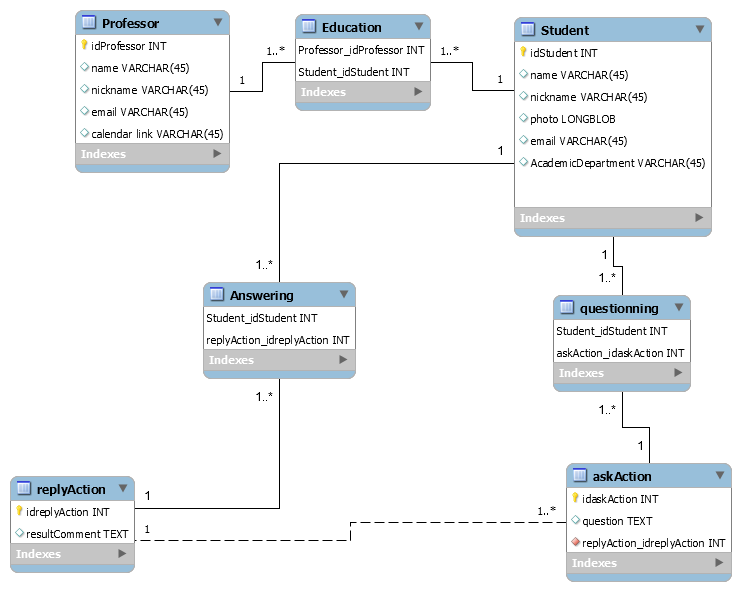 Professor
idProfessor INT
name VARCHAR(45)
nickname VARCHAR(45)
email VARCHAR(45)
calendar link VARCHAR(45)
Indexes
1
1..*
Education
Professor_idProfessor INT
Student_idStudent INT
Indexes
1..*
1
Student
idStudent INT
name VARCHAR(45)
nickname VARCHAR(45)
photo LONGBLOB
email VARCHAR(45)
AcademicDepartment VARCHAR(45)
Indexes
1
1..*
Answering
Student_idStudent INT
replyAction_idreplyAction INT
Indexes
1..*
1
1..*
questionning
Student_idStudent INT
askAction_idaskAction INT
Indexes
1..*
1
replyAction
idreplyAction INT
resultComment TEXT
Indexes
1
1
1..*
askAction
idaskAction INT
question TEXT
replyAction_idreplyAction INT
Indexes